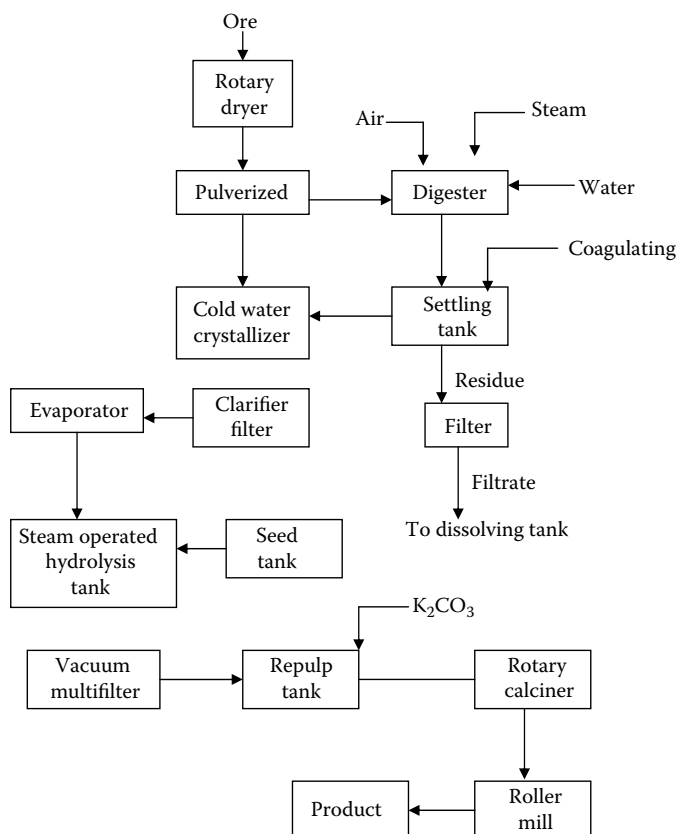 Ore
Rotary
dryer
Air
Steam
Pulverized
Digester
Water
Coagulating
Cold water
crystallizer
Settling
tank
Residue
Evaporator
Clarifier
filter
Filter
Filtrate
To dissolving tank
Steam operated
hydrolysis
tank
Seed
tank
K₂CO₃
Vacuum
multifilter
Repulp
tank
Rotary
calciner
Product
Roller
mill